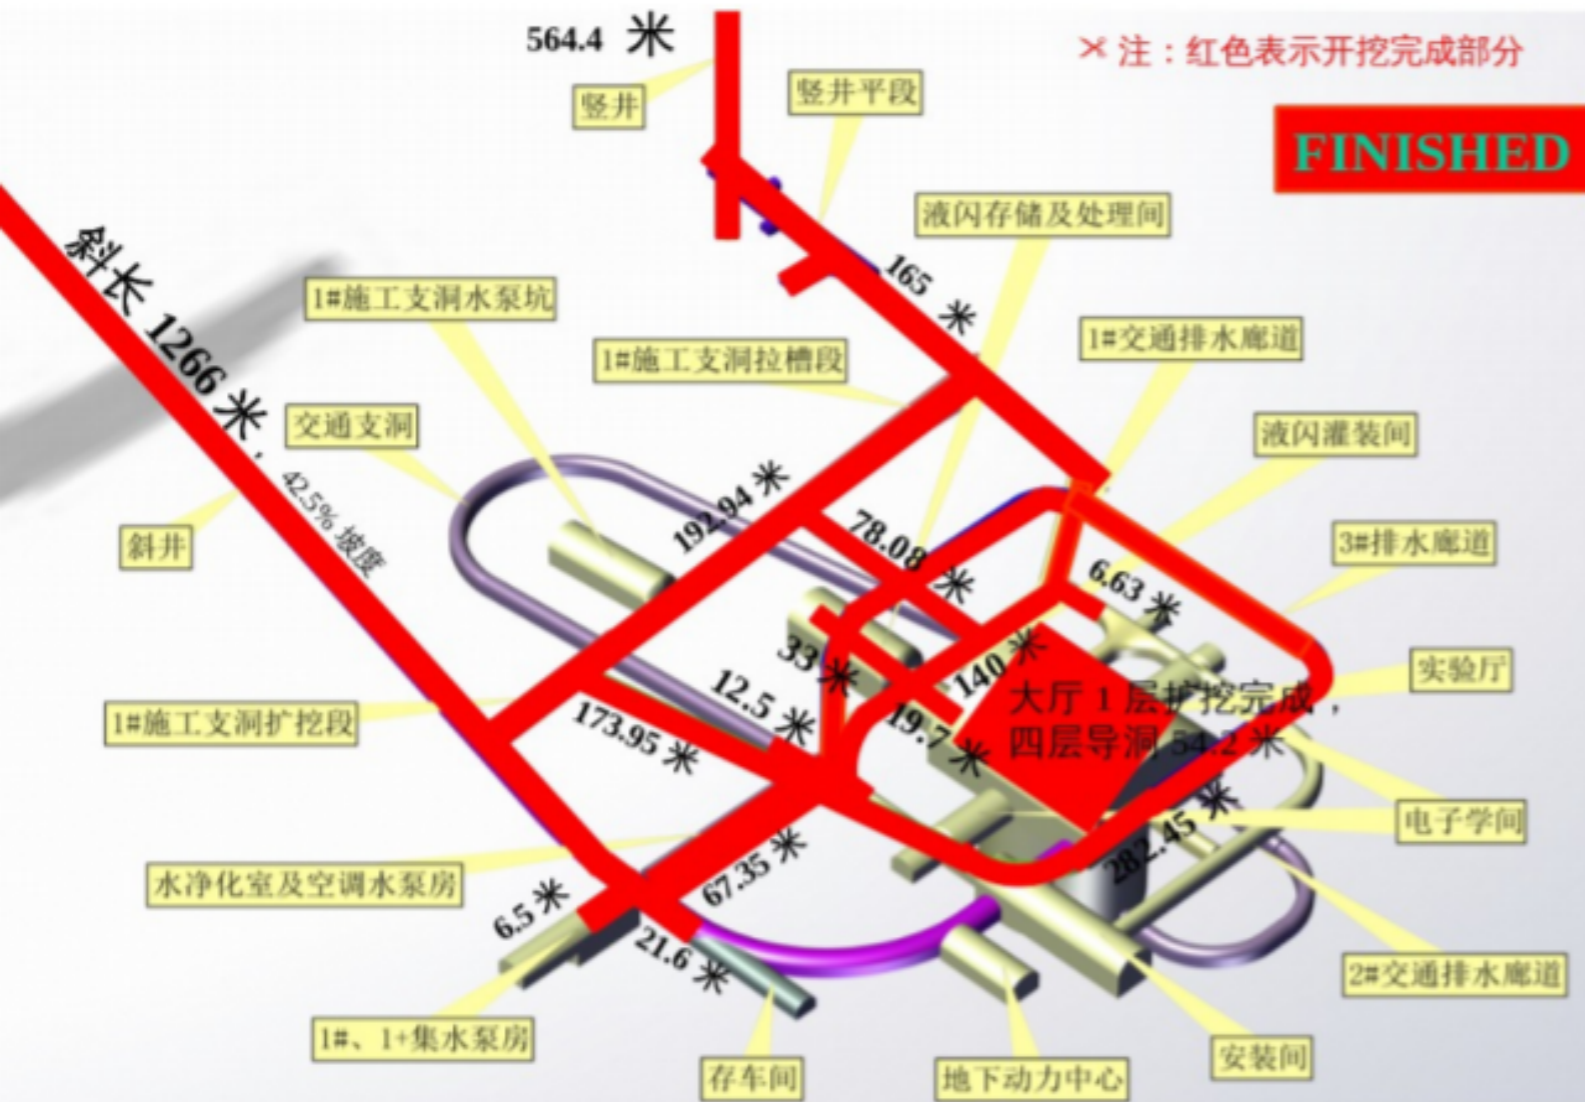 564.4 米
※ 注：红色表示开挖完成部分
竖井
竖井平段
FINISHED
液闪存储及处理间
斜长 1266 米，
42.5% 坡度
165 米
1#施工支洞水泵坑
1#施工支洞拉槽段
1#交通排水廊道
交通支洞
液闪灌装间
192.94 米
78.08 米
斜井
3#排水廊道
6.63 米
33 米
140 米
实验厅
12.5 米
大厅 1 层扩挖完成，
四层导洞 54.2 米
1#施工支洞扩挖段
173.95 米
19.7 米
282.45 米
电子学间
水净化室及空调水泵房
67.35 米
6.5 米
21.6 米
2#交通排水廊道
1#、1+集水泵房
存车间
地下动力中心
安装间